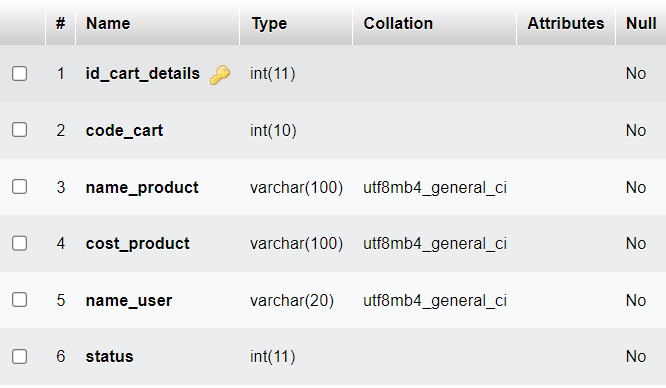 # Name Type Collation Attributes Null
1 id_cart_details int(11) No
2 code_cart int(10) No
3 name_product varchar(100) utf8mb4_general_ci No
4 cost_product varchar(100) utf8mb4_general_ci No
5 name_user varchar(20) utf8mb4_general_ci No
6 status int(11) No